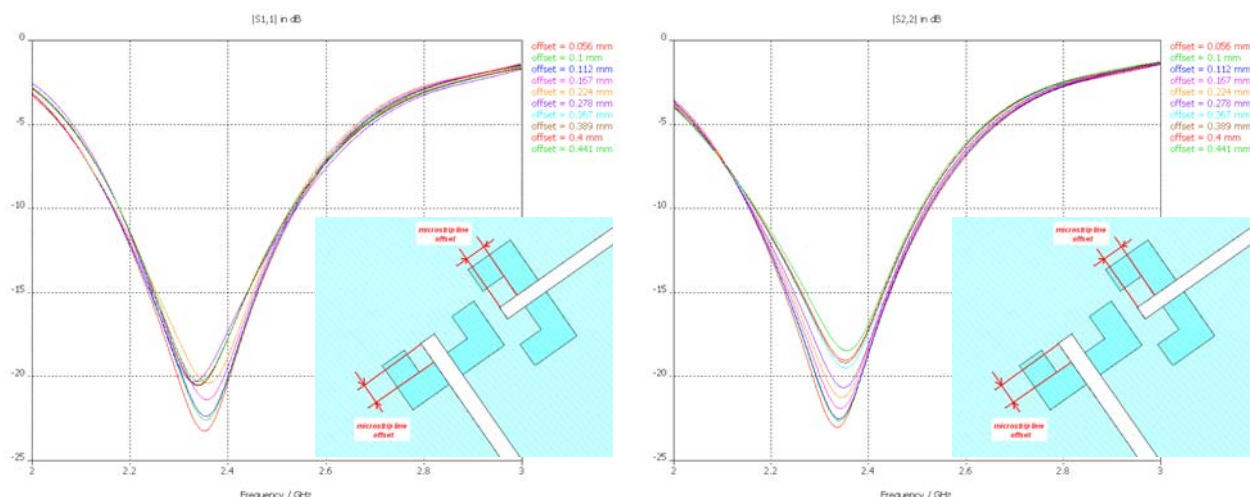 |S1,1| in dB
0
-5
-10
-15
-20
-25
2
2.2
2.4
2.6
2.8
3
Frequency / GHz
offset = 0.056 mm
offset = 0.1 mm
offset = 0.112 mm
offset = 0.167 mm
offset = 0.224 mm
offset = 0.278 mm
offset = 0.367 mm
offset = 0.389 mm
offset = 0.4 mm
offset = 0.441 mm
microstrip line
offset
microstrip line
offset
|S2,2| in dB
0
-5
-10
-15
-20
-25
2
2.2
2.4
2.6
2.8
3
Frequency / GHz
offset = 0.056 mm
offset = 0.1 mm
offset = 0.112 mm
offset = 0.167 mm
offset = 0.224 mm
offset = 0.278 mm
offset = 0.367 mm
offset = 0.389 mm
offset = 0.4 mm
offset = 0.441 mm
microstrip line
offset
microstrip line
offset